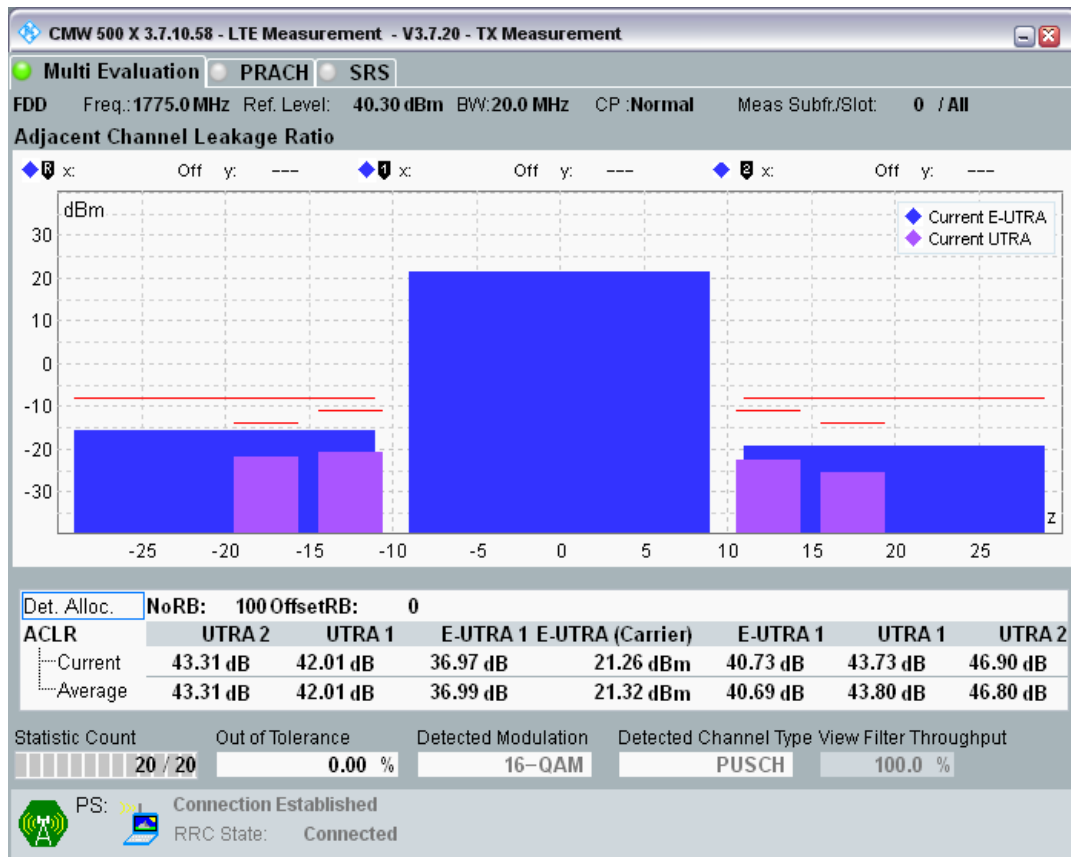 CMW 500 X 3.7.10.58 - LTE Measurement - V3.7.20 - TX Measurement
Multi Evaluation PRACH SRS
FDD Freq.:1775.0 MHz Ref. Level: 40.30 dBm BW:20.0 MHz CP :Normal Meas Subfr./Slot: 0 / All
Adjacent Channel Leakage Ratio
R x: Off y: --- 1 x: Off y: --- 2 x: Off y: ---
dBm
Current E-UTRA
Current UTRA
30
20
10
0
-10
-20
-30
z
-25 -20 -15 -10 -5 0 5 10 15 20 25
Det. Alloc. NoRB: 100 OffsetRB: 0
ACLR UTRA 2 UTRA 1 E-UTRA 1 E-UTRA (Carrier) E-UTRA 1 UTRA 1 UTRA 2
Current 43.31 dB 42.01 dB 36.97 dB 21.26 dBm 40.73 dB 43.73 dB 46.90 dB
Average 43.31 dB 42.01 dB 36.99 dB 21.32 dBm 40.69 dB 43.80 dB 46.80 dB
Statistic Count Out of Tolerance Detected Modulation Detected Channel Type View Filter Throughput
20 / 20 0.00 % 16-QAM PUSCH 100.0 %
PS: Connection Established
RRC State: Connected